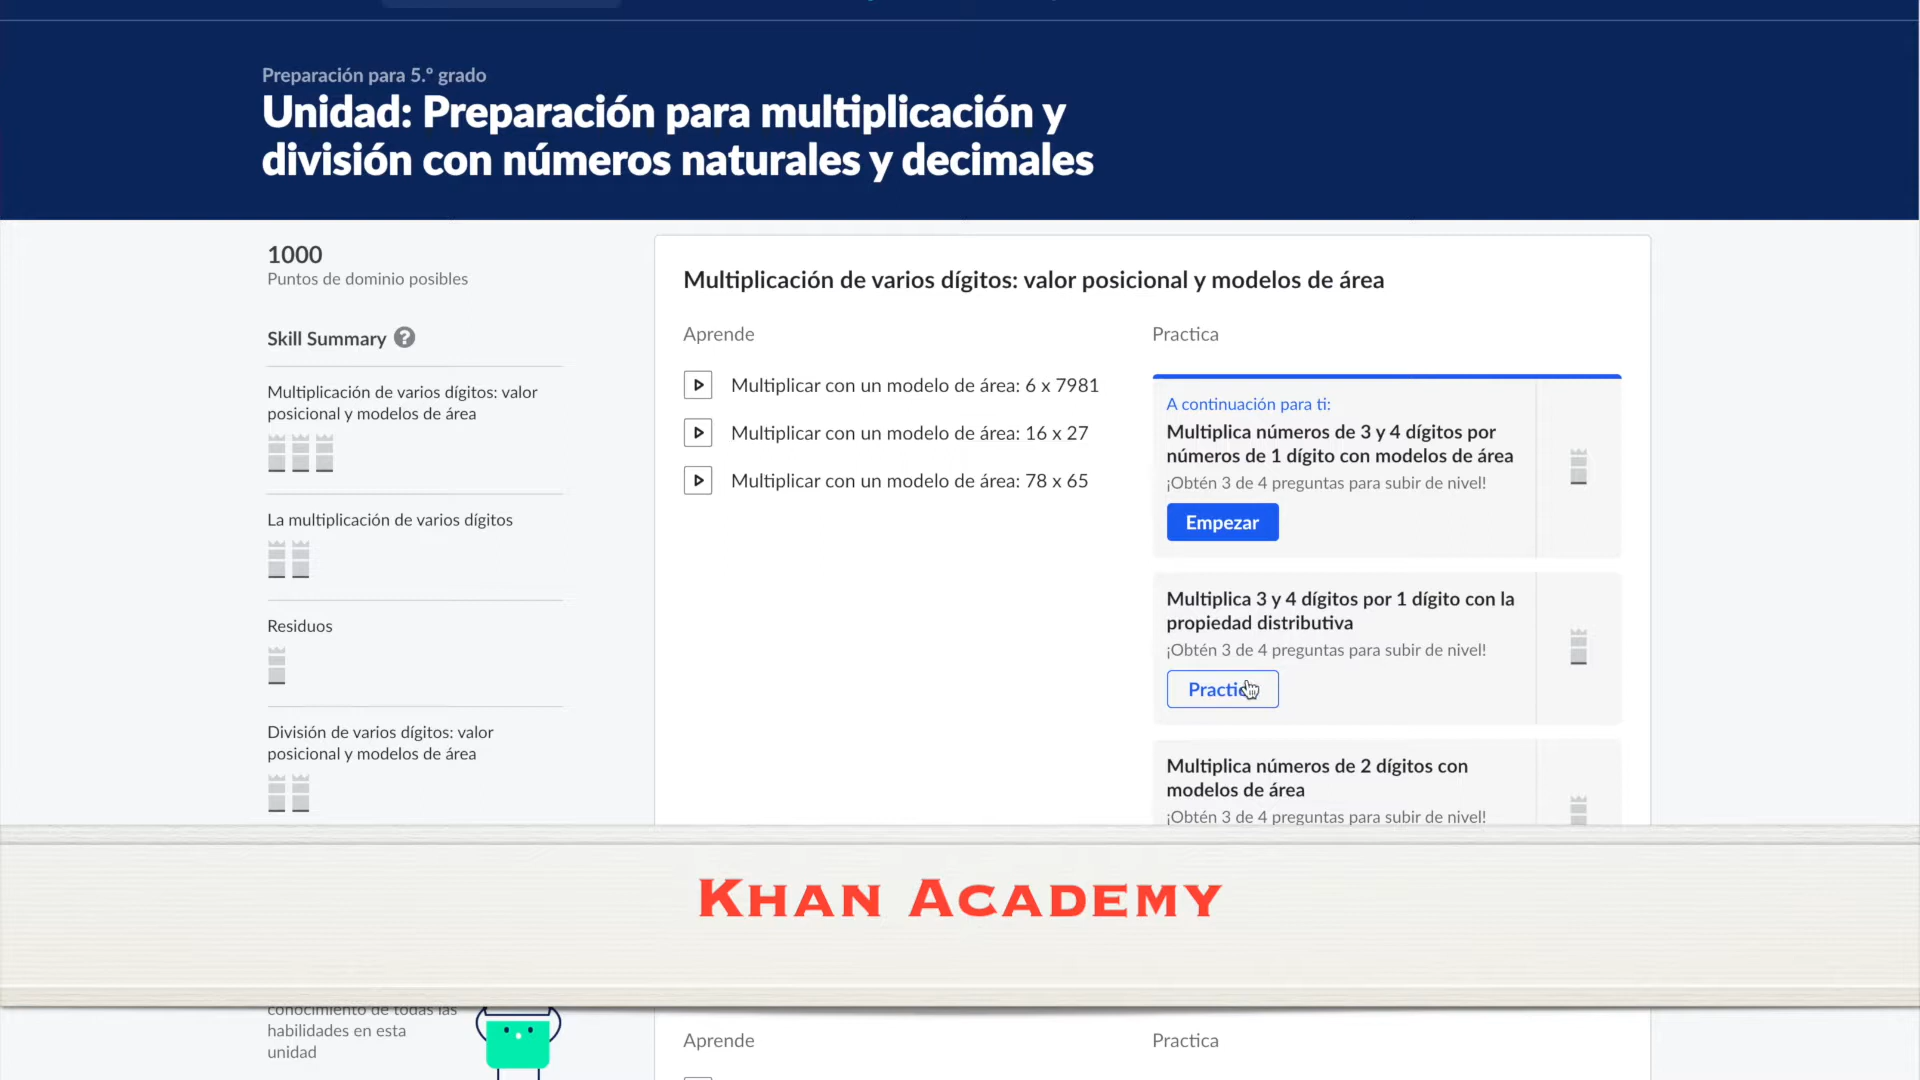 Preparación para 5.º grado
Unidad: Preparación para multiplicación y
división con números naturales y decimales
1000
Puntos de dominio posibles
Skill Summary ?
Multiplicación de varios dígitos: valor
posicional y modelos de área
La multiplicación de varios dígitos
Residuos
División de varios dígitos: valor
posicional y modelos de área
Multiplicación de varios dígitos: valor posicional y modelos de área
Aprende
Multiplicar con un modelo de área: 6 x 7981
Multiplicar con un modelo de área: 16 x 27
Multiplicar con un modelo de área: 78 x 65
Practica
A continuación para ti:
Multiplica números de 3 y 4 dígitos por
números de 1 dígito con modelos de área
¡Obtén 3 de 4 preguntas para subir de nivel!
Empezar
Multiplica 3 y 4 dígitos por 1 dígito con la
propiedad distributiva
¡Obtén 3 de 4 preguntas para subir de nivel!
Practica
Multiplica números de 2 dígitos con
modelos de área
¡Obtén 3 de 4 preguntas para subir de nivel!
Khan Academy
conocimiento de todas las
habilidades en esta
unidad
Aprende
Practica